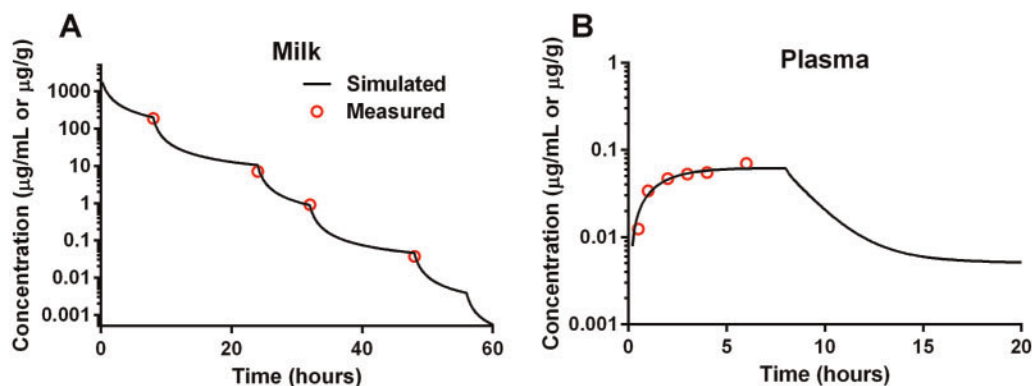 A
Milk
Simulated
Measured
Concentration (μg/mL or μg/g)
1000
100
10
1
0.1
0.01
0.001
0
20
40
60
Time (hours)
B
Plasma
Concentration (μg/mL or μg/g)
1
0.1
0.01
0.001
0
5
10
15
20
Time (hours)